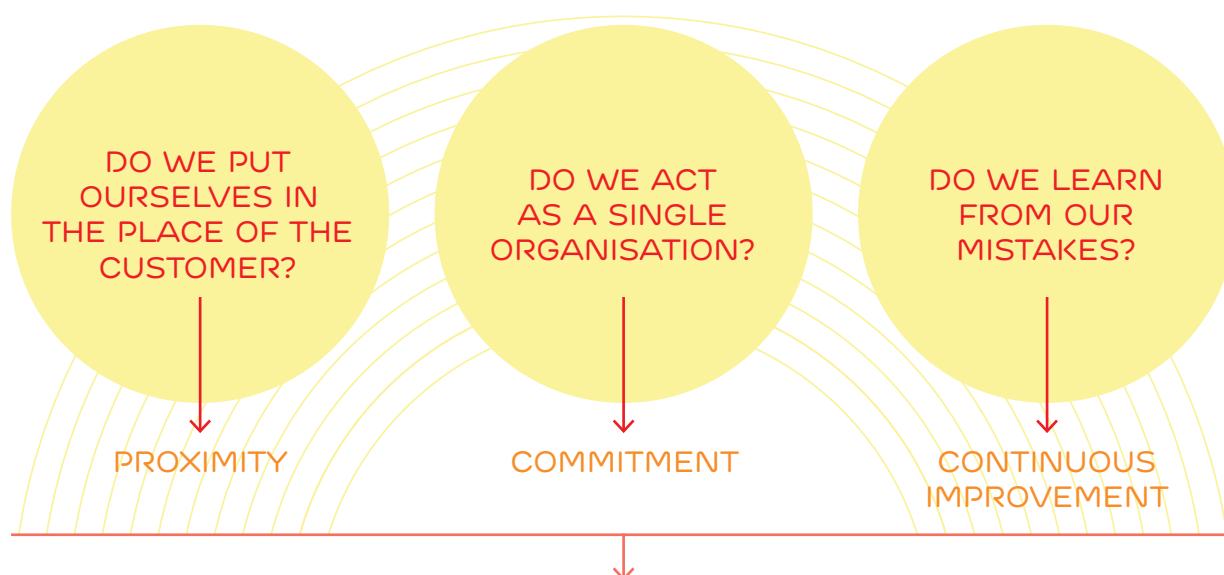 DO WE PUT
OURSELVES IN
THE PLACE OF THE
CUSTOMER?
PROXIMITY
DO WE ACT
AS A SINGLE
ORGANISATION?
COMMITMENT
DO WE LEARN
FROM OUR
MISTAKES?
CONTINUOUS
IMPROVEMENT